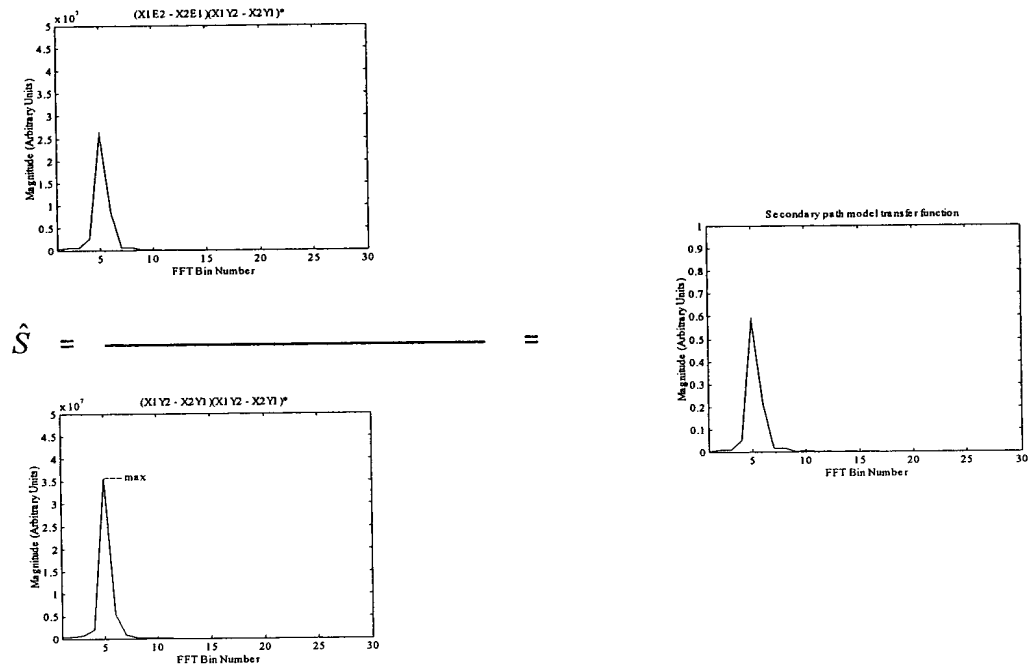 (X1E2 - X2E1)(X1Y2 - X2Y1)*
x 10³
5
4.5
4
3.5
3
2.5
2
1.5
1
0.5
0
Magnitude (Arbitrary Units)
5 10 15 20 25 30
FFT Bin Number
Ŝ = =
(X1Y2 - X2Y1)(X1Y2 - X2Y1)*
x 10⁷
5
4.5
4
3.5
3
2.5
2
1.5
1
0.5
0
max
Magnitude (Arbitrary Units)
5 10 15 20 25 30
FFT Bin Number
Secondary path model transfer function
1
0.9
0.8
0.7
0.6
0.5
0.4
0.3
0.2
0.1
0
Magnitude (Arbitrary Units)
5 10 15 20 25 30
FFT Bin Number